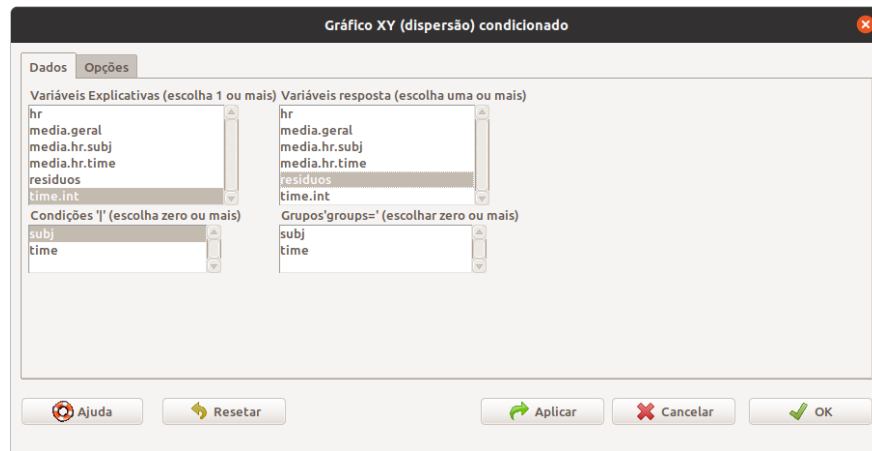 Gráfico XY (dispersão) condicionado
Dados Opções
Variáveis Explicativas (escolha 1 ou mais) Variáveis resposta (escolha uma ou mais)
hr hr
media.geral media.geral
media.hr.subj media.hr.subj
media.hr.time media.hr.time
residuos residuos
time.int time.int
Condições '|' (escolha zero ou mais) Grupos'groups=' (escolhar zero ou mais)
subj subj
time time
Ajuda Resetar Aplicar Cancelar OK